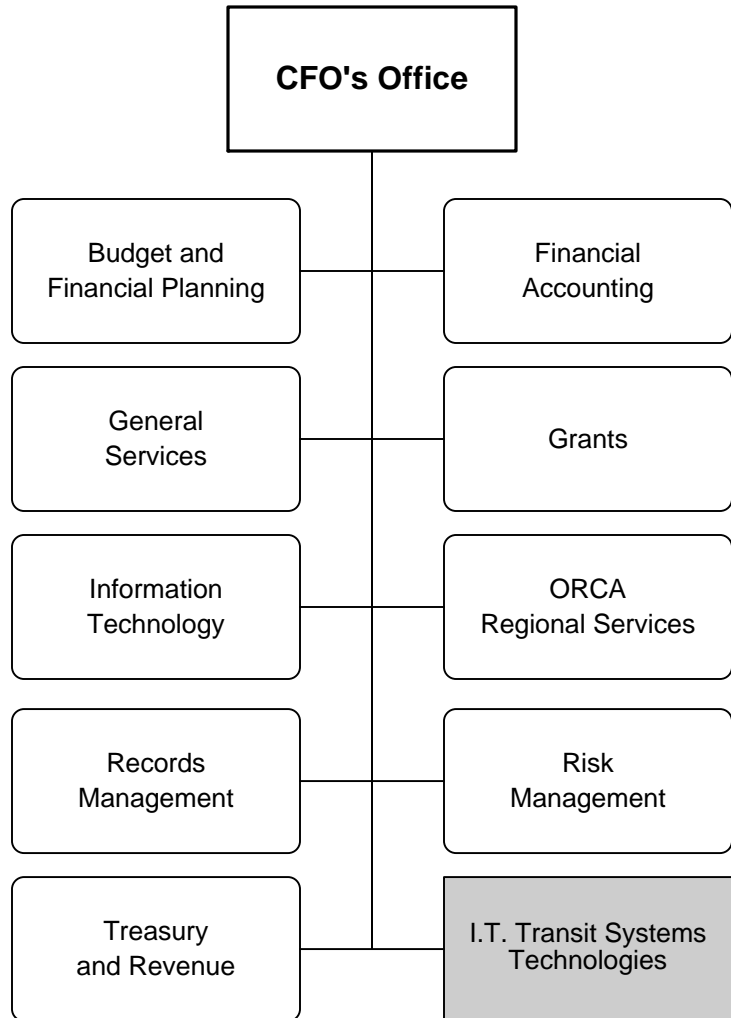 CFO's Office
Budget and
Financial Planning
Financial
Accounting
General
Services
Grants
Information
Technology
ORCA
Regional Services
Records
Management
Risk
Management
Treasury
and Revenue
I.T. Transit Systems
Technologies